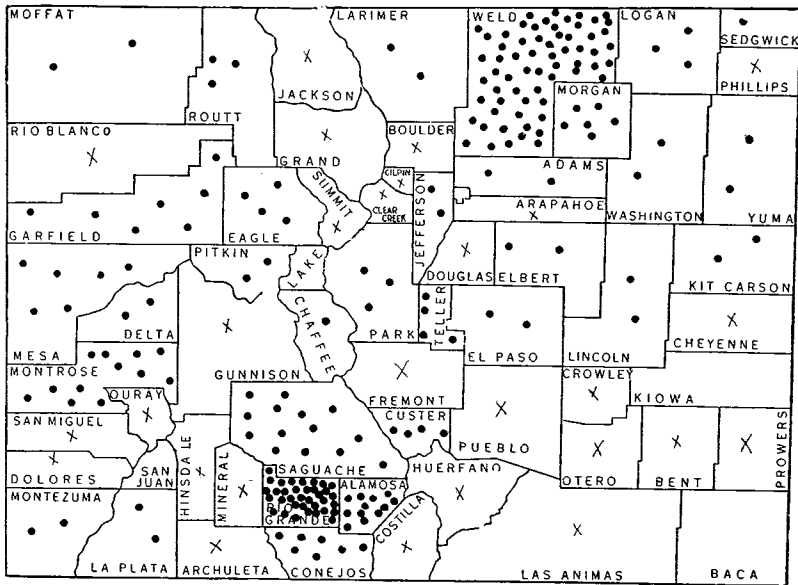 MOFFAT
LARIMER
WELD
LOGAN
SEDGWICK
PHILLIPS
JACKSON
ROUTT
MORGAN
RIO BLANCO
GRAND
BOULDER
ADAMS
GILPIN
CLEAR CREEK
SUMMIT
JEFFERSON
ARAPAHOE
WASHINGTON
YUMA
GARFIELD
EAGLE
PITKIN
LAKE
DOUGLAS
ELBERT
KIT CARSON
DELTA
CHAFFEE
PARK
TELLER
MESA
GUNNISON
EL PASO
LINCOLN
CHEYENNE
MONTROSE
OURAY
FREMONT
CROWLEY
KIOWA
SAN MIGUEL
CUSTER
PUEBLO
PROWERS
DOLORES
SAN JUAN
HINSDALE
MINERAL
SAGUACHE
HUERFANO
OTERO
BENT
MONTEZUMA
RIO GRANDE
ALAMOSA
COSTILLA
LA PLATA
ARCHULETA
CONEJOS
LAS ANIMAS
BACA